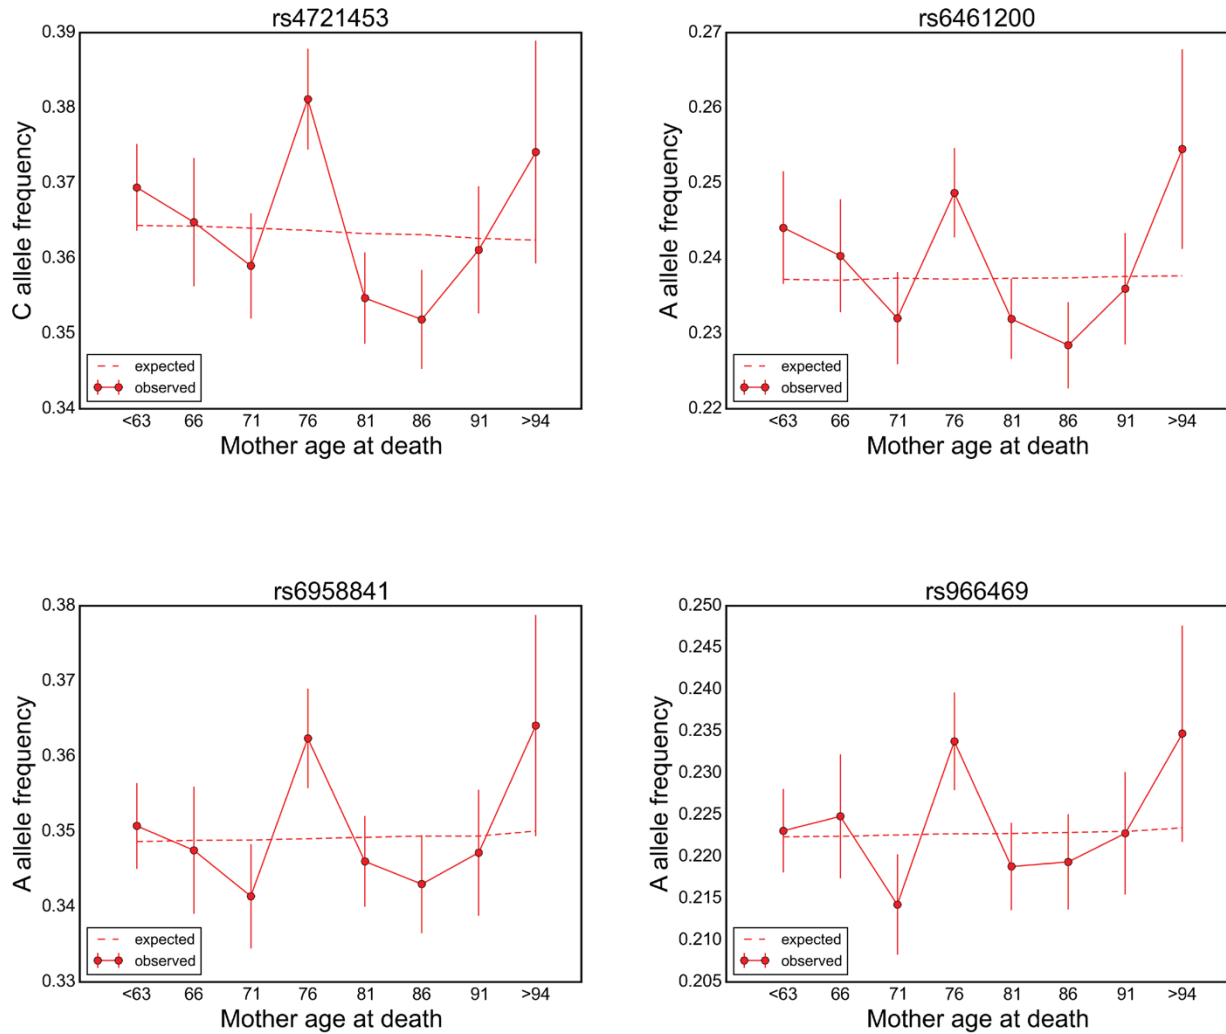 rs4721453
0.39
0.38
0.37
0.36
0.35
0.34
C allele frequency
expected
observed
<63 66 71 76 81 86 91 >94
Mother age at death
rs6461200
0.27
0.26
0.25
0.24
0.23
0.22
A allele frequency
expected
observed
<63 66 71 76 81 86 91 >94
Mother age at death
rs6958841
0.38
0.37
0.36
0.35
0.34
0.33
A allele frequency
expected
observed
<63 66 71 76 81 86 91 >94
Mother age at death
rs966469
0.250
0.245
0.240
0.235
0.230
0.225
0.220
0.215
0.210
0.205
A allele frequency
expected
observed
<63 66 71 76 81 86 91 >94
Mother age at death